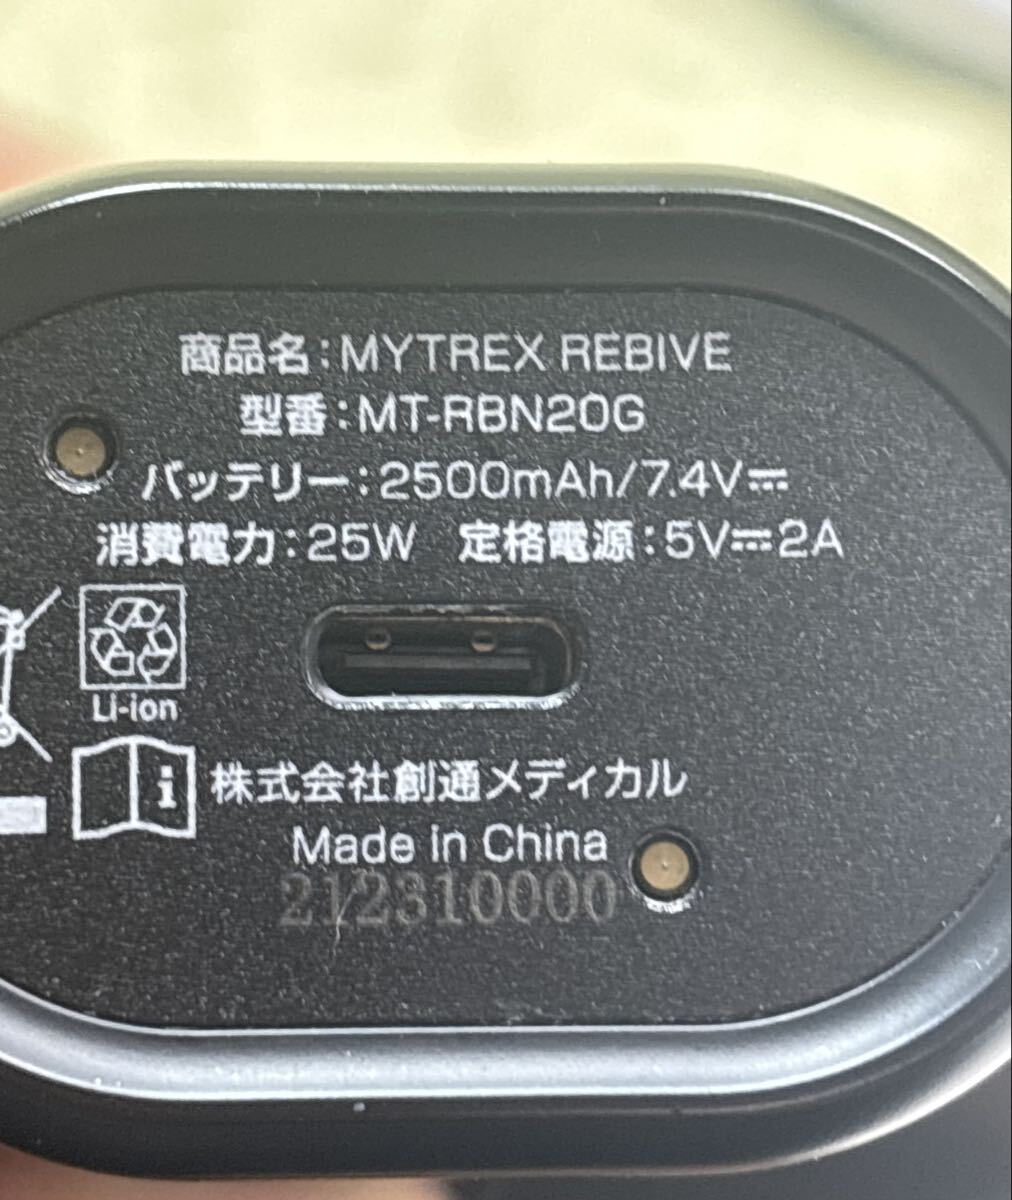 商品名：MYTREX REBIVE
型番：MT-RBN20G
バッテリー：2500mAh/7.4V⎓
消費電力：25W 定格電源：5V⎓2A
Li-ion
株式会社創通メディカル
Made in China
212310000